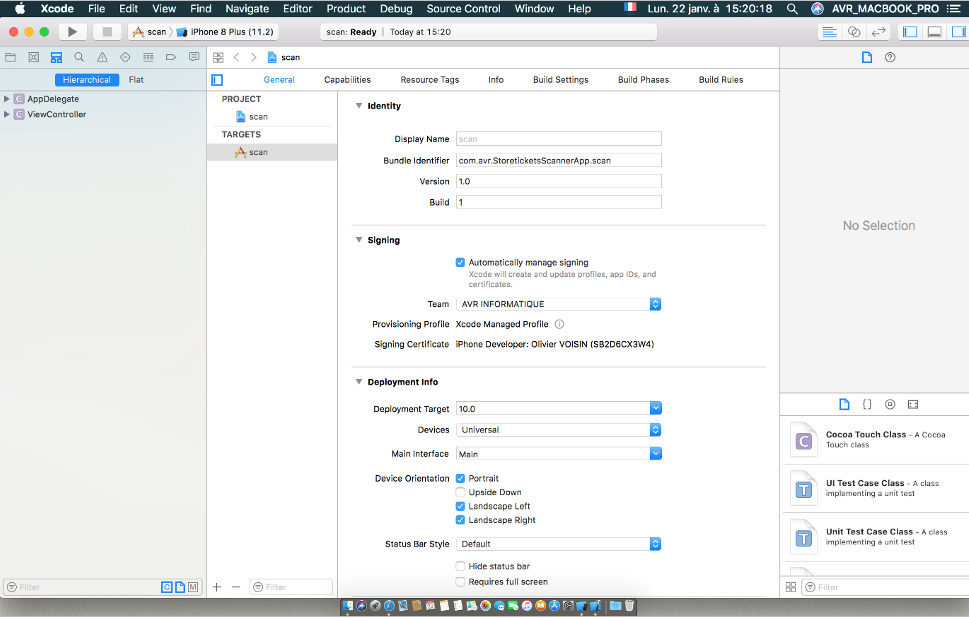 Xcode File Edit View Find Navigate Editor Product Debug Source Control Window Help Lun. 22 janv. à 15:20:18 AVR_MACBOOK_PRO
scan iPhone 8 Plus (11.2) scan: Ready Today at 15:20
scan
Hierarchical Flat
General Capabilities Resource Tags Info Build Settings Build Phases Build Rules
AppDelegate
ViewController
PROJECT
scan
TARGETS
scan
Identity
Display Name scan
Bundle Identifier com.avr.StoreticketsScannerApp.scan
Version 1.0
Build 1
Signing
Automatically manage signing
Xcode will create and update profiles, app IDs, and
certificates.
Team AVR INFORMATIQUE
Provisioning Profile Xcode Managed Profile
Signing Certificate iPhone Developer: Olivier VOISIN (SB2D6CX3W4)
Deployment Info
Deployment Target 10.0
Devices Universal
Main Interface Main
Device Orientation Portrait
Upside Down
Landscape Left
Landscape Right
Status Bar Style Default
Hide status bar
Requires full screen
No Selection
Cocoa Touch Class - A Cocoa
Touch class
UI Test Case Class - A class
implementing a unit test
Unit Test Case Class - A class
implementing a unit test
Filter
Filter
Filter